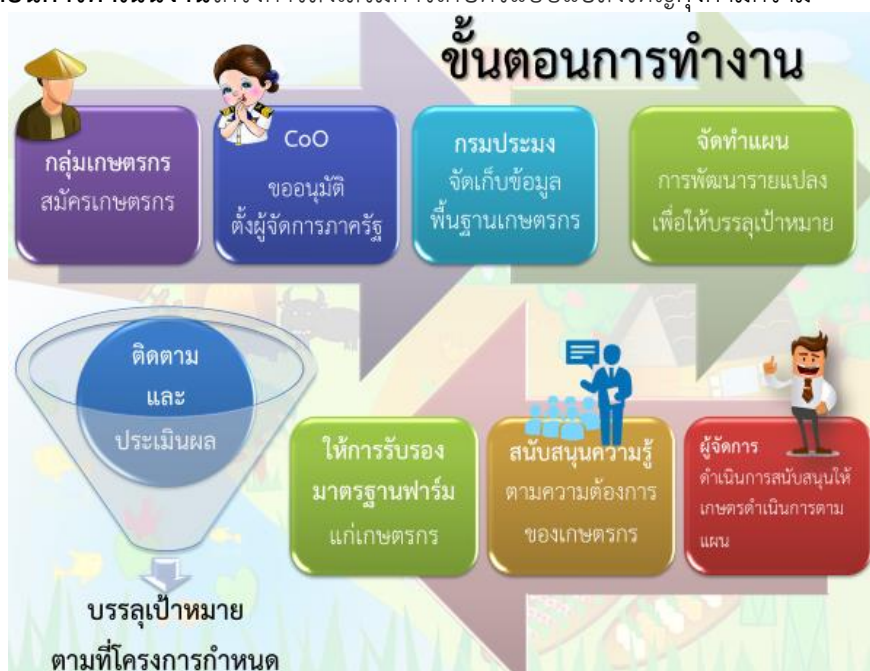 ขั้นตอนการทำงาน
กลุ่มเกษตรกร
สมัครเกษตรกร
CoO
ขออนุมัติ
ตั้งผู้จัดการภาครัฐ
กรมประมง
จัดเก็บข้อมูล
พื้นฐานเกษตรกร
จัดทำแผน
การพัฒนารายแปลง
เพื่อให้บรรลุเป้าหมาย
ผู้จัดการ
ดำเนินการสนับสนุนให้
เกษตรดำเนินการตาม
แผน
สนับสนุนความรู้
ตามความต้องการ
ของเกษตรกร
ให้การรับรอง
มาตรฐานฟาร์ม
แก่เกษตรกร
ติดตาม
และ
ประเมินผล
บรรลุเป้าหมาย
ตามที่โครงการกำหนด